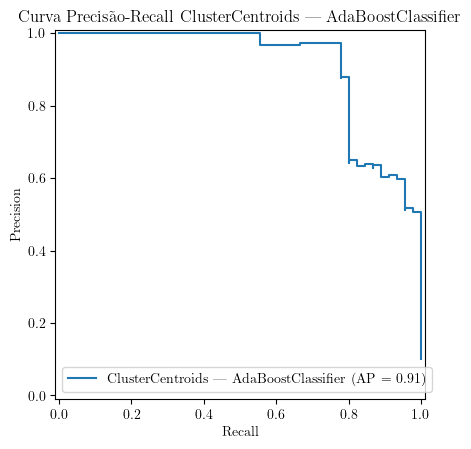 Curva Precisão-Recall ClusterCentroids — AdaBoostClassifier
1.0
0.8
0.6
0.4
0.2
0.0
Precision
ClusterCentroids — AdaBoostClassifier (AP = 0.91)
0.0 0.2 0.4 0.6 0.8 1.0
Recall